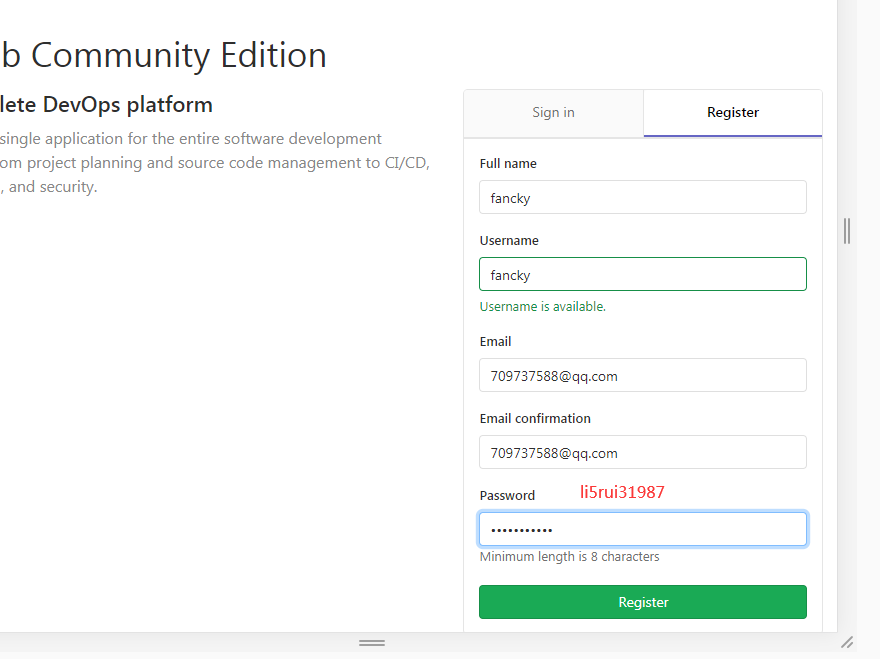 b Community Edition
lete DevOps platform
single application for the entire software development
om project planning and source code management to CI/CD,
, and security.
Sign in
Register
Full name
fancky
Username
fancky
Username is available.
Email
709737588@qq.com
Email confirmation
709737588@qq.com
Password li5rui31987
•••••••••••
Minimum length is 8 characters
Register